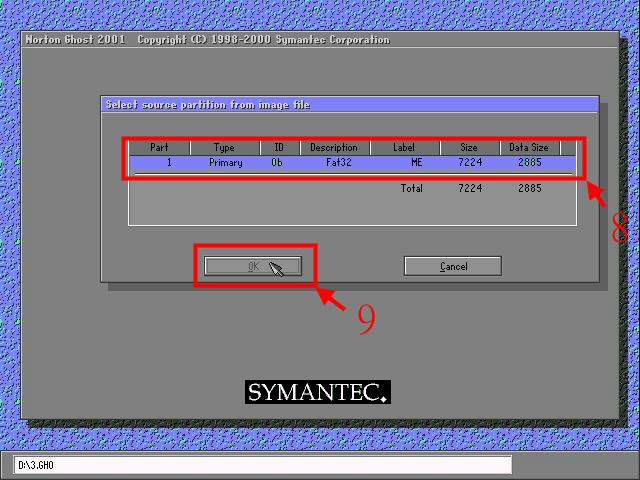 Norton Ghost 2001 Copyright (C) 1998-2000 Symantec Corporation
Select source partition from image file
Part Type ID Description Label Size Data Size
1 Primary 0b Fat32 ME 7224 2885
Total 7224 2885
8
OK Cancel
9
SYMANTEC.
D:\3.GHO